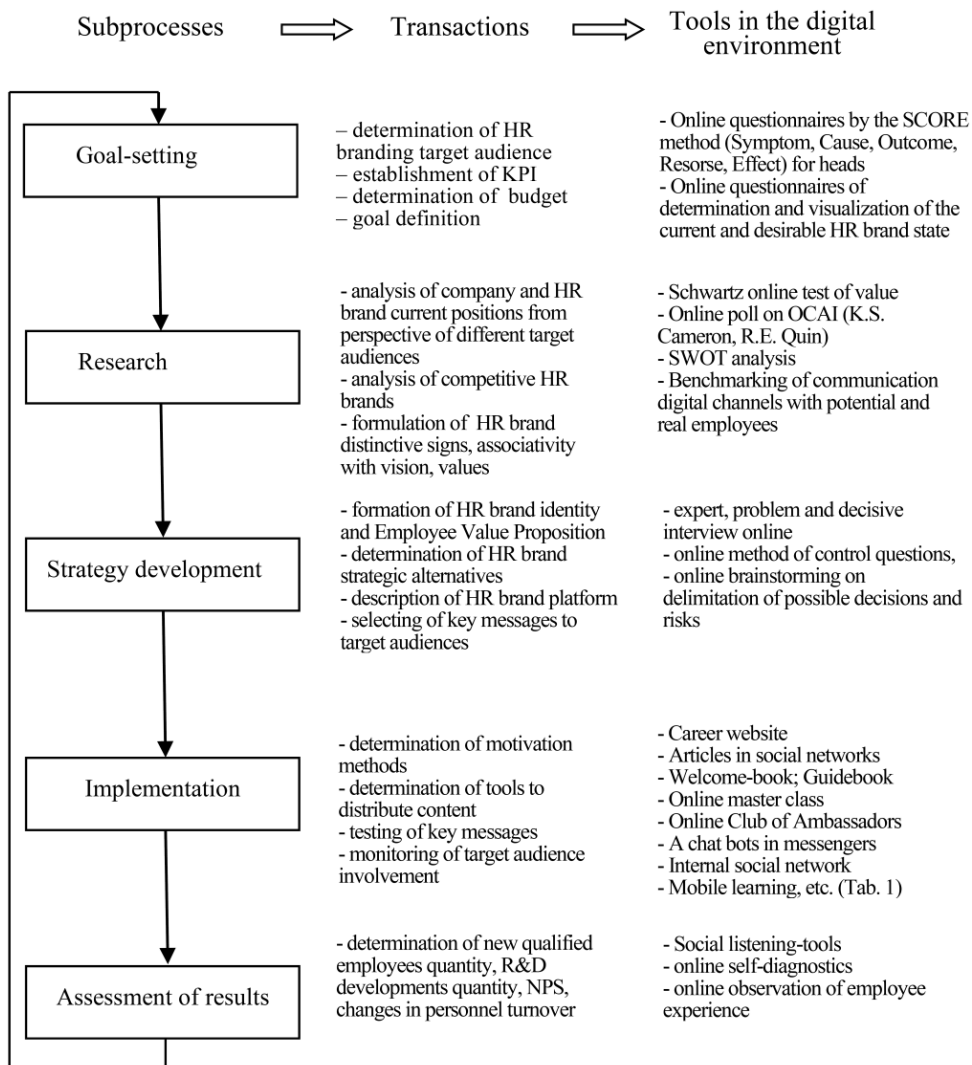 Subprocesses
Transactions
Tools in the digital
environment
Goal-setting
– determination of HR
branding target audience
– establishment of KPI
– determination of budget
– goal definition
- Online questionnaires by the SCORE
method (Symptom, Cause, Outcome,
Resorse, Effect) for heads
- Online questionnaires of
determination and visualization of the
current and desirable HR brand state
Research
- analysis of company and HR
brand current positions from
perspective of different target
audiences
- analysis of competitive HR
brands
- formulation of HR brand
distinctive signs, associativity
with vision, values
- Schwartz online test of value
- Online poll on OCAI (K.S.
Cameron, R.E. Quin)
- SWOT analysis
- Benchmarking of communication
digital channels with potential and
real employees
Strategy development
- formation of HR brand identity
and Employee Value Proposition
- determination of HR brand
strategic alternatives
- description of HR brand platform
- selecting of key messages to
target audiences
- expert, problem and decisive
interview online
- online method of control questions,
- online brainstorming on
delimitation of possible decisions and
risks
Implementation
- determination of motivation
methods
- determination of tools to
distribute content
- testing of key messages
- monitoring of target audience
involvement
- Career website
- Articles in social networks
- Welcome-book; Guidebook
- Online master class
- Online Club of Ambassadors
- A chat bots in messengers
- Internal social network
- Mobile learning, etc. (Tab. 1)
Assessment of results
- determination of new qualified
employees quantity, R&D
developments quantity, NPS,
changes in personnel turnover
- Social listening-tools
- online self-diagnostics
- online observation of employee
experience